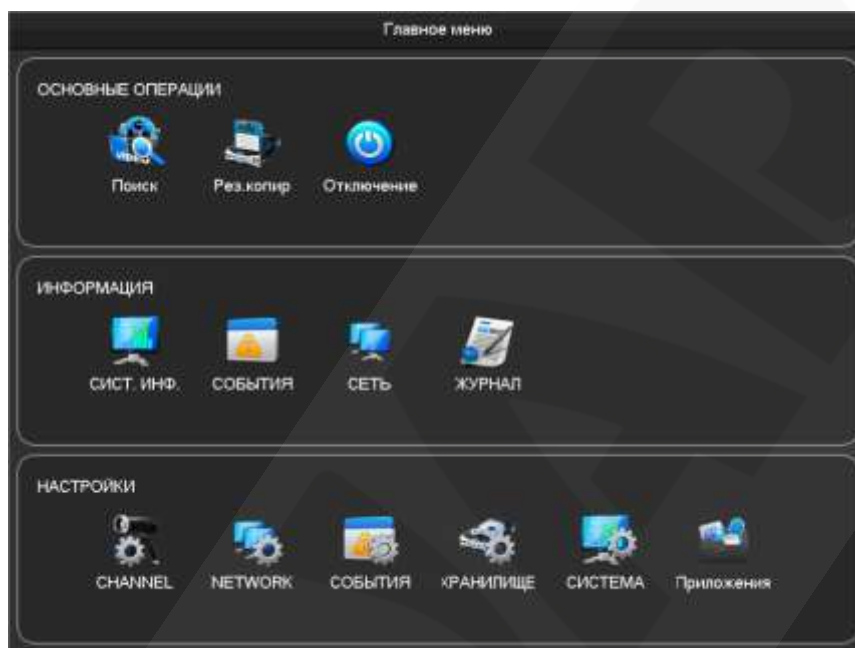 Главное меню
ОСНОВНЫЕ ОПЕРАЦИИ
Поиск Рез.копир Отключение
ИНФОРМАЦИЯ
СИСТ. ИНФ. СОБЫТИЯ СЕТЬ ЖУРНАЛ
НАСТРОЙКИ
CHANNEL NETWORK СОБЫТИЯ ХРАНИЛИЩЕ СИСТЕМА Приложения